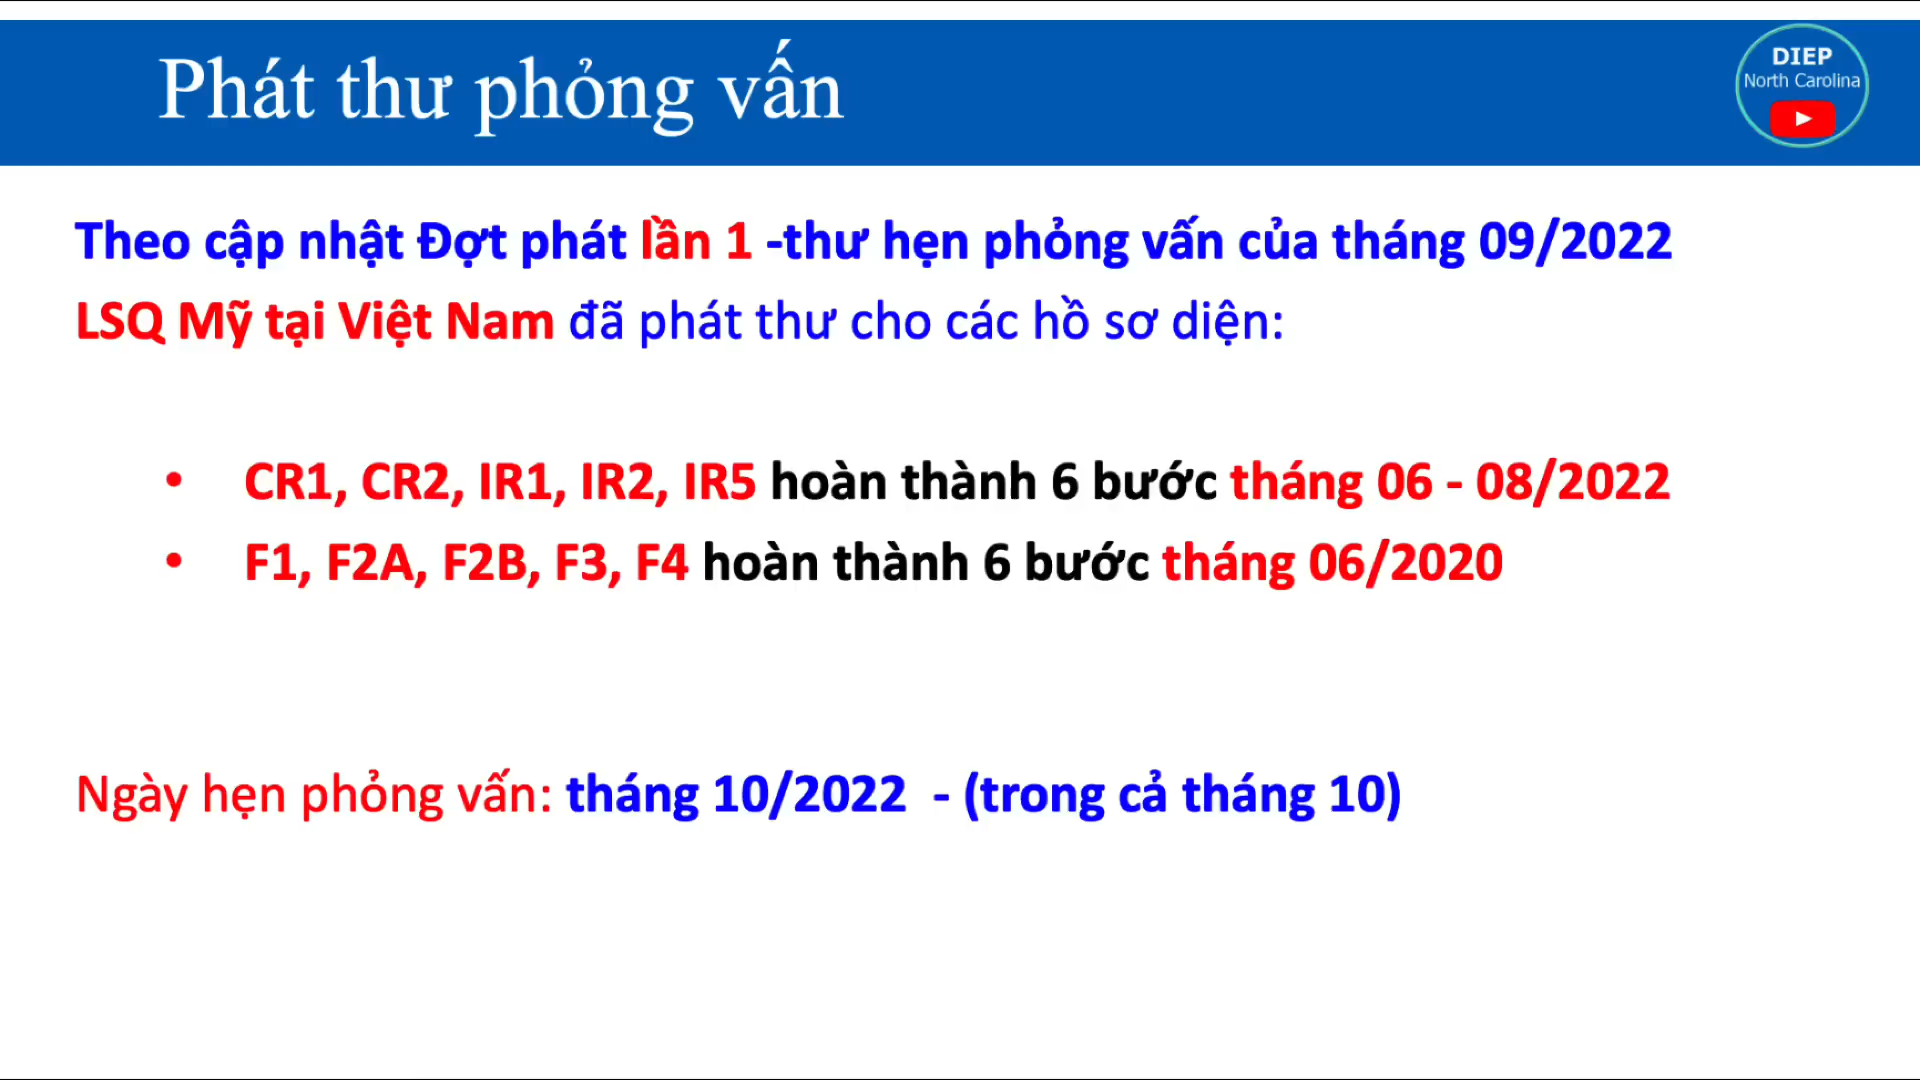 Phát thư phỏng vấn
DIEP
North Carolina
Theo cập nhật Đợt phát lần 1 -thư hẹn phỏng vấn của tháng 09/2022
LSQ Mỹ tại Việt Nam đã phát thư cho các hồ sơ diện:
• CR1, CR2, IR1, IR2, IR5 hoàn thành 6 bước tháng 06 - 08/2022
• F1, F2A, F2B, F3, F4 hoàn thành 6 bước tháng 06/2020
Ngày hẹn phỏng vấn: tháng 10/2022 - (trong cả tháng 10)